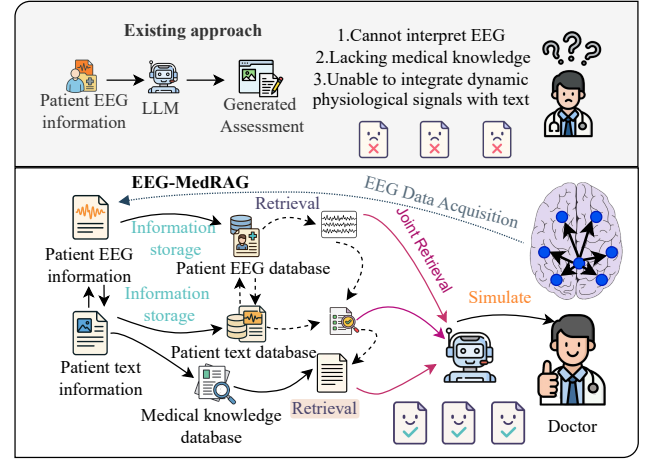 Existing approach
Patient EEG
information
LLM
Generated
Assessment
1.Cannot interpret EEG
2.Lacking medical knowledge
3.Unable to integrate dynamic
physiological signals with text
EEG-MedRAG
Patient EEG
information
Information
storage
Retrieval
Patient EEG database
EEG Data Acquisition
Joint Retrieval
Information
storage
Patient text
information
Patient text database
Medical knowledge
database
Retrieval
Simulate
Doctor